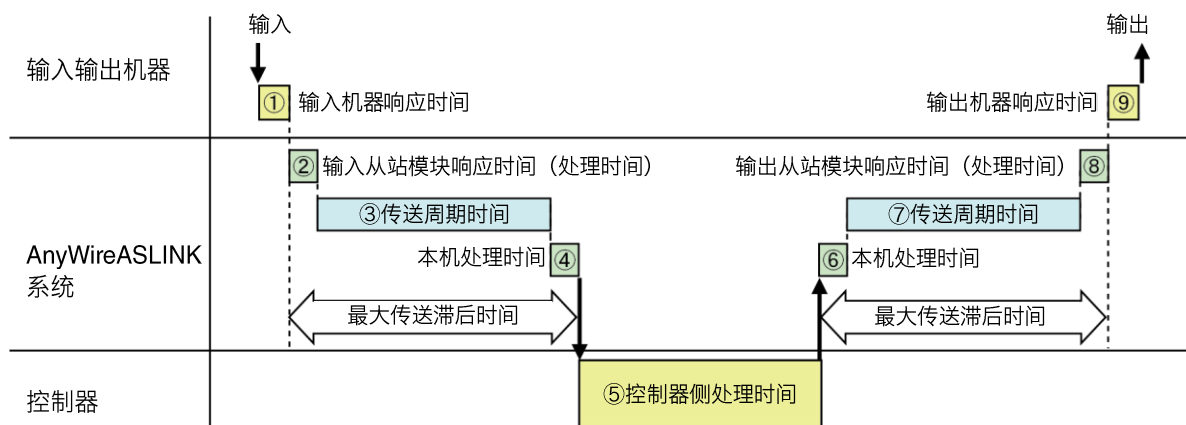 输入
输出
输入输出机器
① 输入机器响应时间
输出机器响应时间 ⑨
② 输入从站模块响应时间（处理时间）
输出从站模块响应时间（处理时间） ⑧
③传送周期时间
⑦传送周期时间
AnyWireASLINK
系统
本机处理时间 ④
⑥ 本机处理时间
最大传送滞后时间
最大传送滞后时间
控制器
⑤控制器侧处理时间